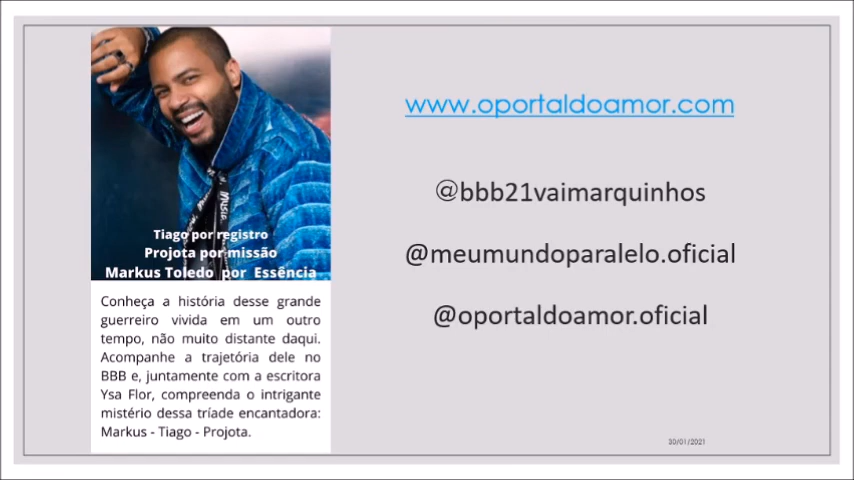 Music
Tiago por registro
Projota por missão
Markus Toledo por Essência
Conheça a história desse grande
guerreiro vivida em um outro
tempo, não muito distante daqui.
Acompanhe a trajetória dele no
BBB e, juntamente com a escritora
Ysa Flor, compreenda o intrigante
mistério dessa tríade encantadora:
Markus - Tiago - Projota.
www.oportaldoamor.com
@bbb21vaimarquinhos
@meumundoparalelo.oficial
@oportaldoamor.oficial
30/01/2021